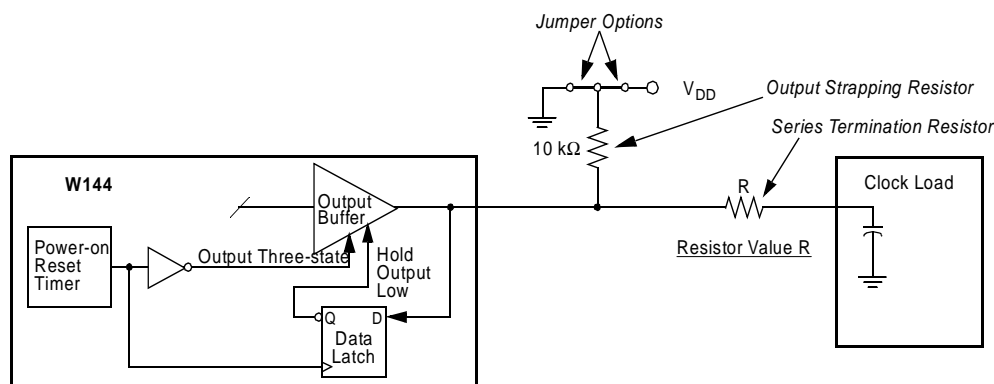 Jumper Options
V_DD
Output Strapping Resistor
Series Termination Resistor
10 kΩ
W144
Output
Buffer
R
Clock Load
Power-on
Reset
Timer
Output Three-state
Hold
Output
Low
Resistor Value R
Q
D
Data
Latch